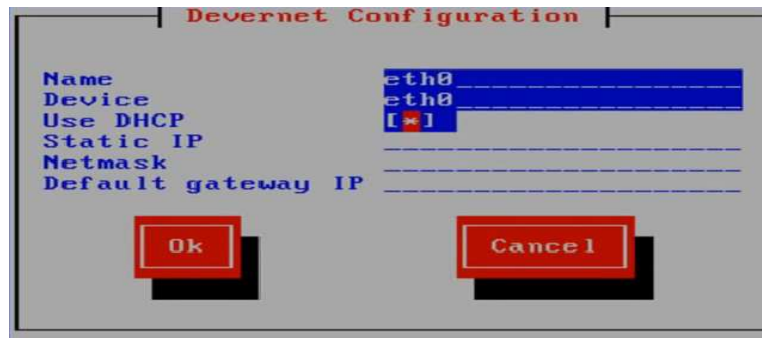 Devernet Configuration
Name eth0
Device eth0
Use DHCP [*]
Static IP
Netmask
Default gateway IP
Ok Cancel